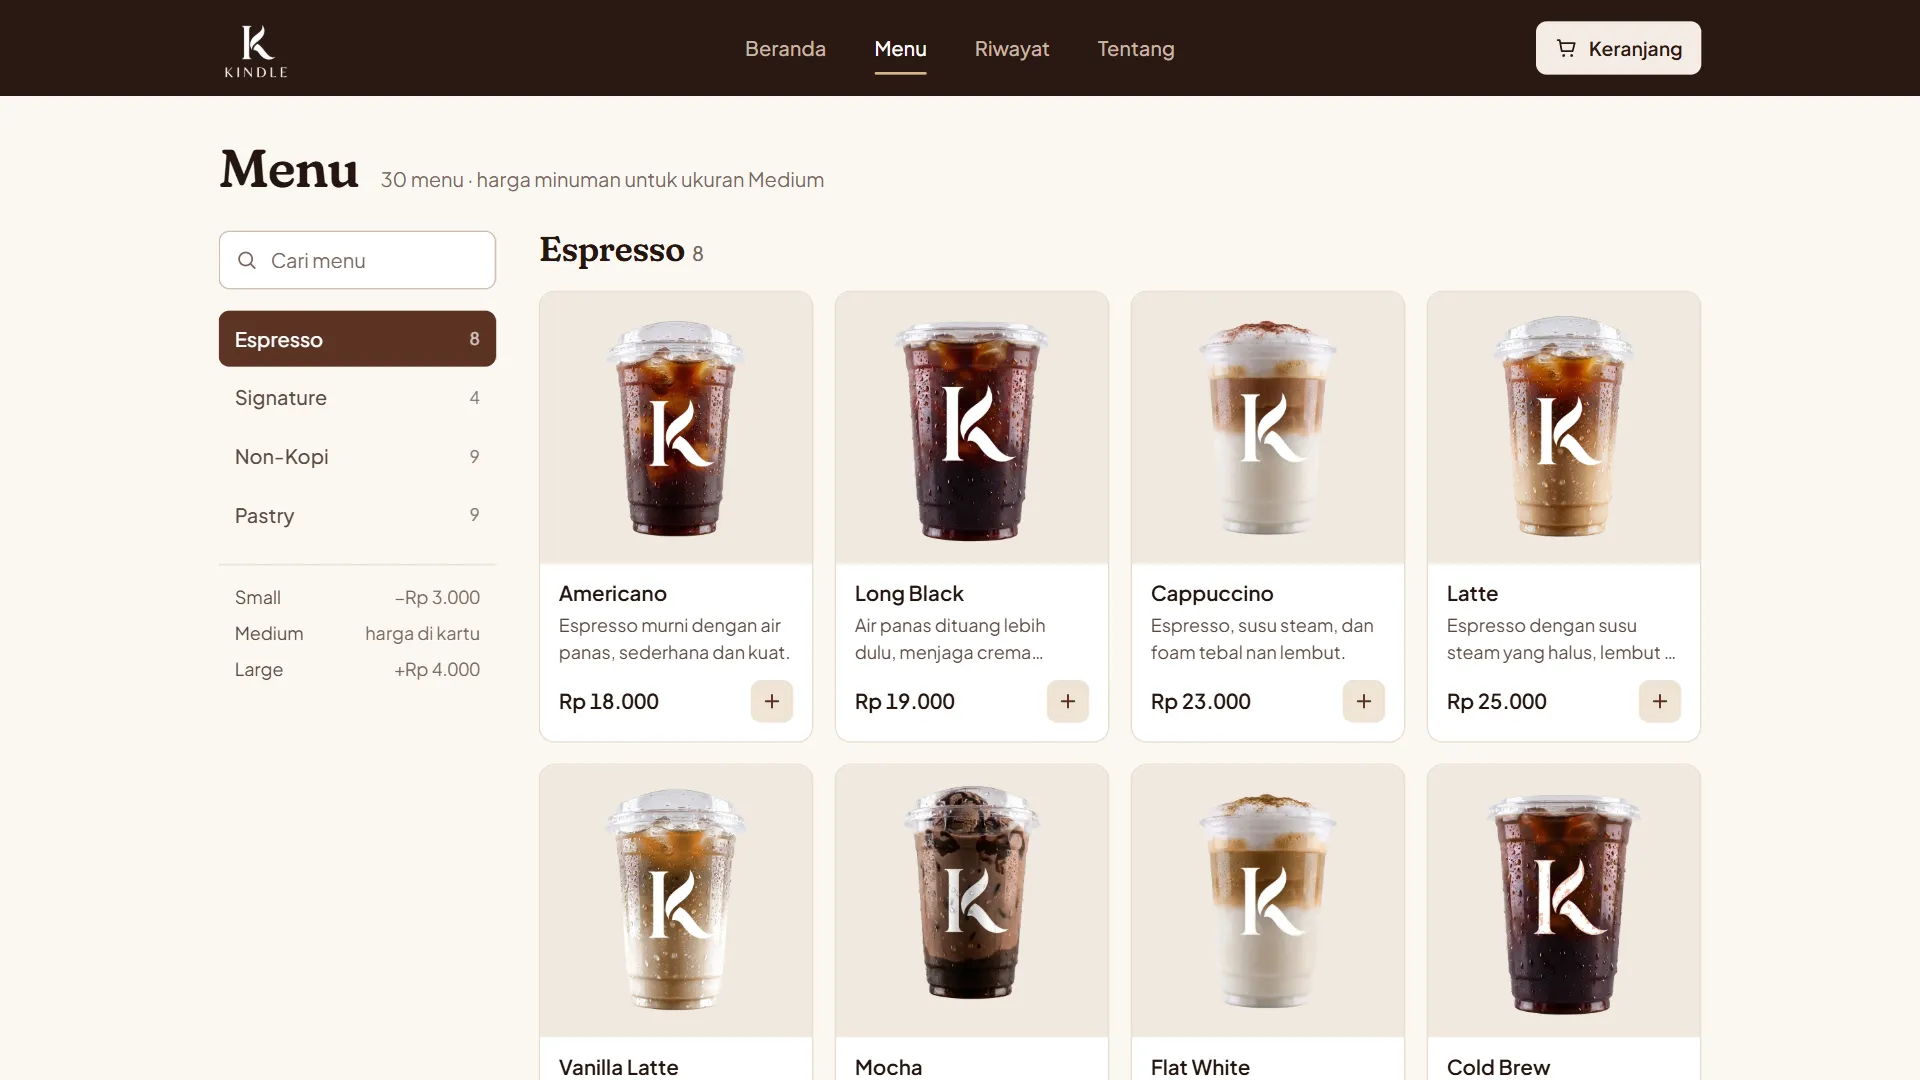 K
KINDLE
Beranda
Menu
Riwayat
Tentang
Keranjang
Menu
30 menu · harga minuman untuk ukuran Medium
Cari menu
Espresso 8
Signature 4
Non-Kopi 9
Pastry 9
Small –Rp 3.000
Medium harga di kartu
Large +Rp 4.000
Espresso 8
K
Americano
Espresso murni dengan air
panas, sederhana dan kuat.
Rp 18.000
+
K
Long Black
Air panas dituang lebih
dulu, menjaga crema…
Rp 19.000
+
K
Cappuccino
Espresso, susu steam, dan
foam tebal nan lembut.
Rp 23.000
+
K
Latte
Espresso dengan susu
steam yang halus, lembut …
Rp 25.000
+
K
Vanilla Latte
K
Mocha
K
Flat White
K
Cold Brew